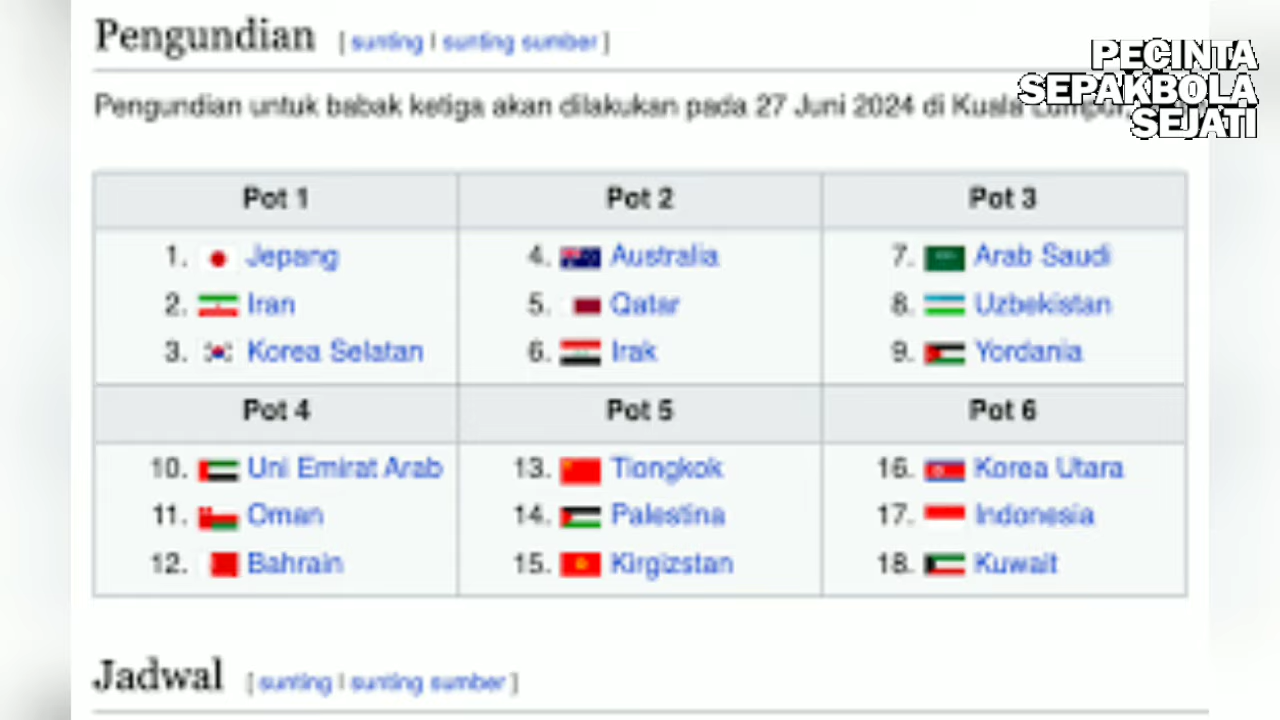 Pengundian [ sunting | sunting sumber ]
PECINTA
SEPAKBOLA
SEJATI
Pengundian untuk babak ketiga akan dilakukan pada 27 Juni 2024 di Kuala Lumpur
Pot 1 Pot 2 Pot 3
1. Jepang 4. Australia 7. Arab Saudi
2. Iran 5. Qatar 8. Uzbekistan
3. Korea Selatan 6. Irak 9. Yordania
Pot 4 Pot 5 Pot 6
10. Uni Emirat Arab 13. Tiongkok 16. Korea Utara
11. Oman 14. Palestina 17. Indonesia
12. Bahrain 15. Kirgizstan 18. Kuwait
Jadwal [ sunting | sunting sumber ]